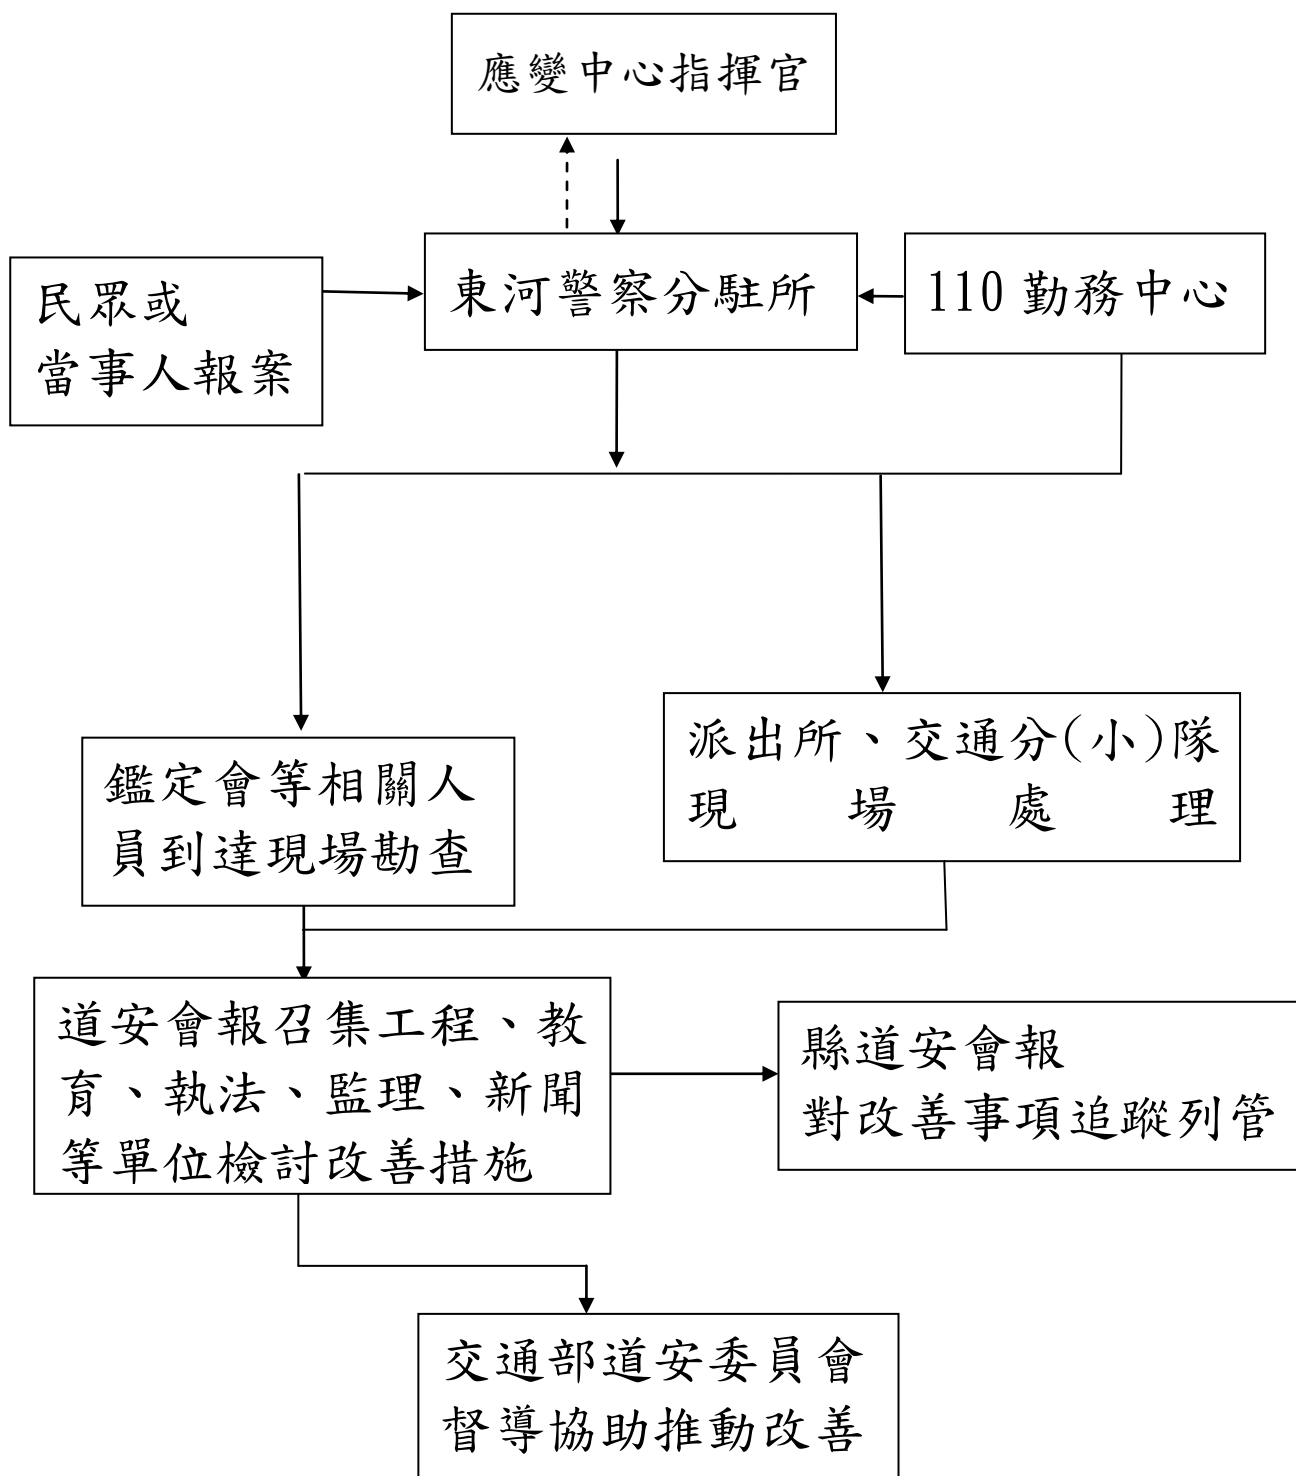 應變中心指揮官
東河警察分駐所
110 勤務中心
民眾或
當事人報案
派出所、交通分(小)隊
現場處理
鑑定會等相關人
員到達現場勘查
道安會報召集工程、教
育、執法、監理、新聞
等單位檢討改善措施
縣道安會報
對改善事項追蹤列管
交通部道安委員會
督導協助推動改善